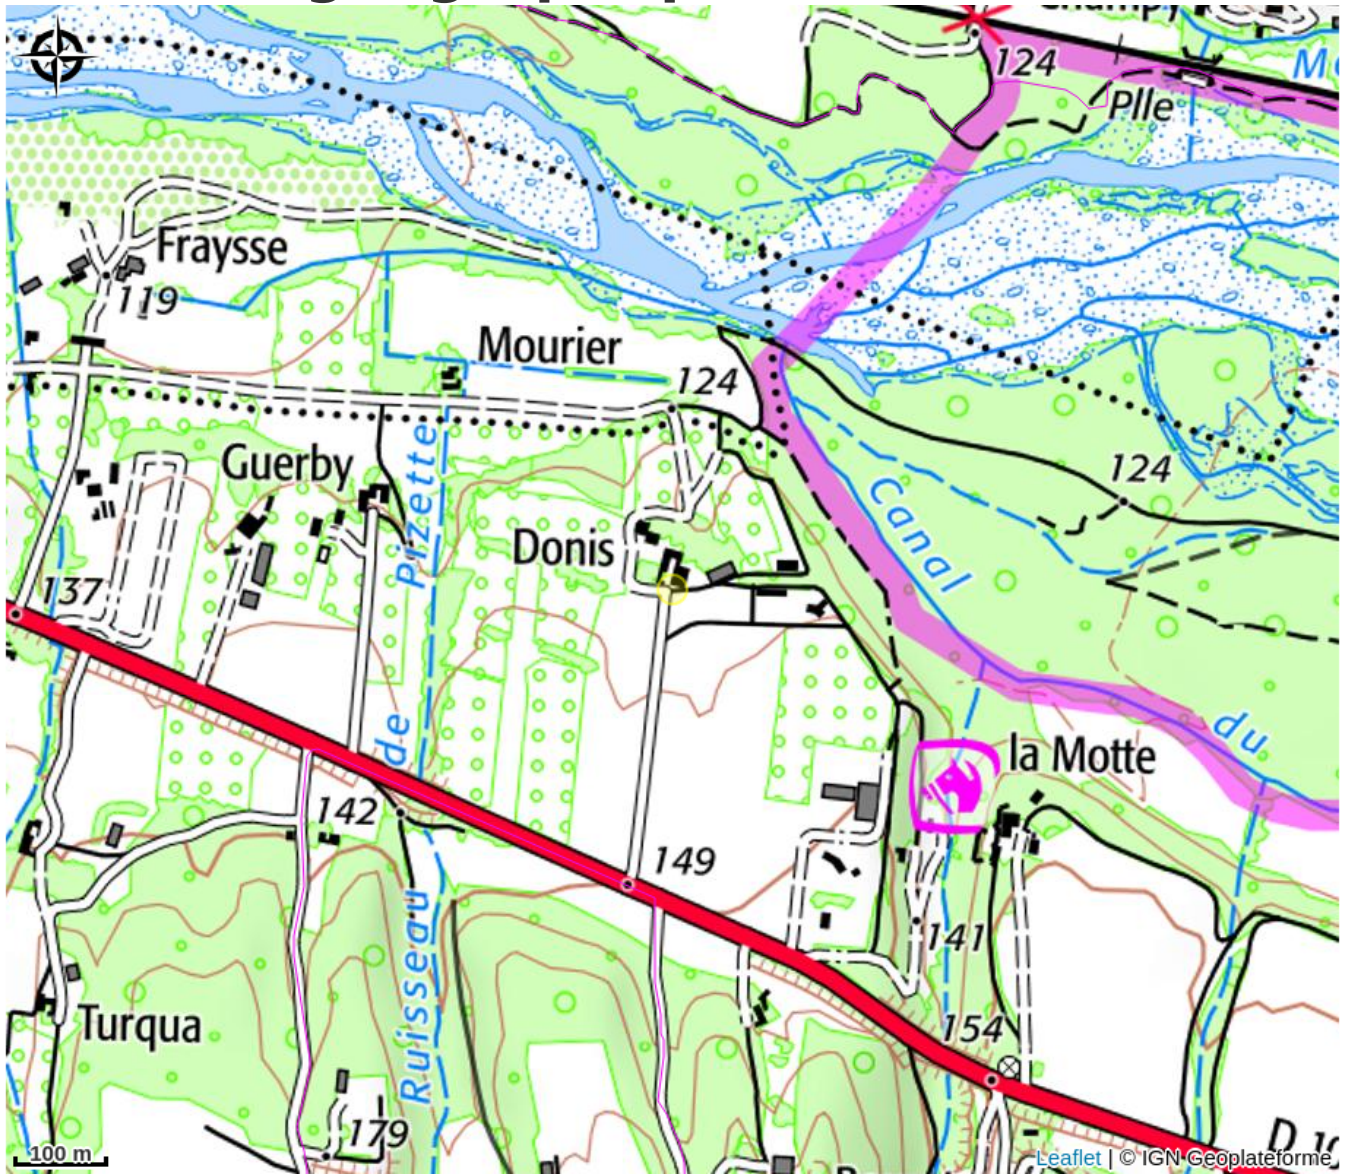 124
Plle
Fraysse
119
Mourier
124
Guerby
124
Pizette
Canal
Donis
137
du
de
la Motte
142
149
Ruisseau
141
Turqua
154
179
100 m
Leaflet | © IGN Geoplateforme